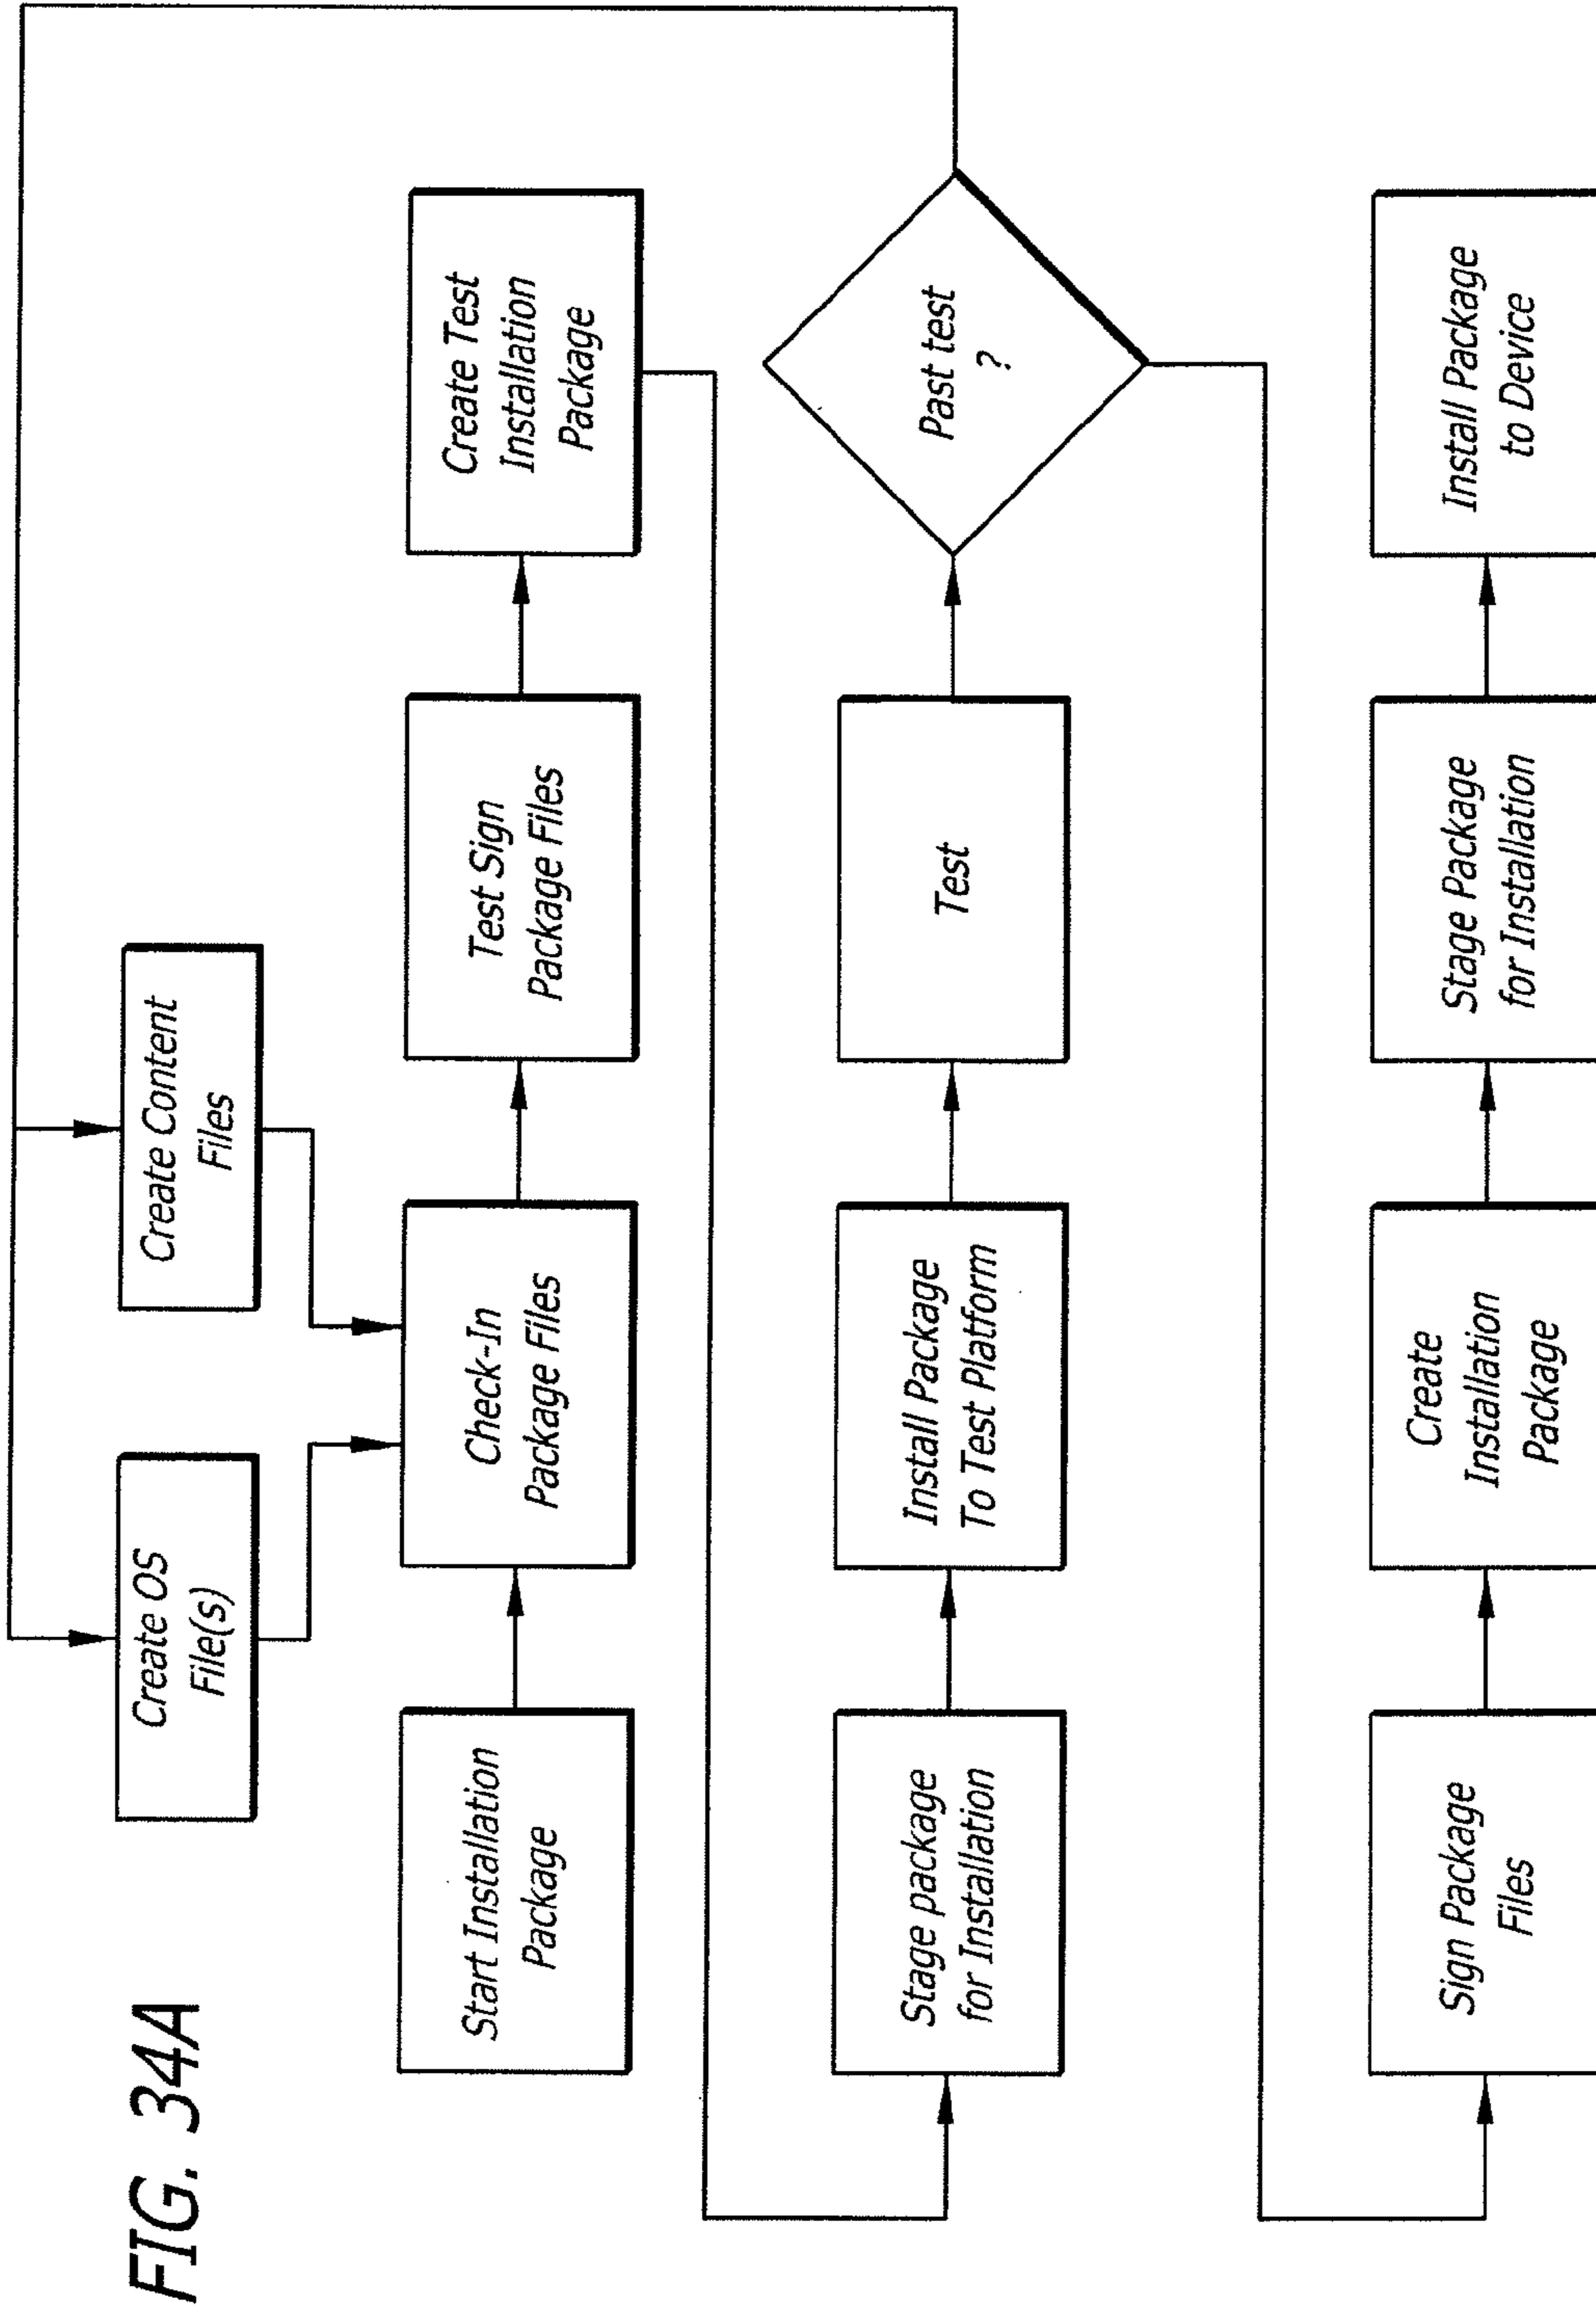 FIG. 34A
Create OS
File(s)
Create Content
Files
Start Installation
Package
Check-In
Package Files
Test Sign
Package Files
Create Test
Installation
Package
Stage package
for Installation
Install Package
To Test Platform
Test
Past test
?
Sign Package
Files
Create
Installation
Package
Stage Package
for Installation
Install Package
to Device